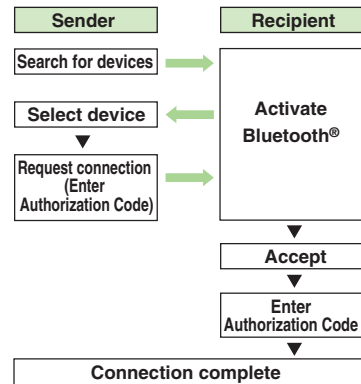 Sender
Recipient
Search for devices
Select device
Request connection
(Enter
Authorization Code)
Activate
Bluetooth®
Accept
Enter
Authorization Code
Connection complete